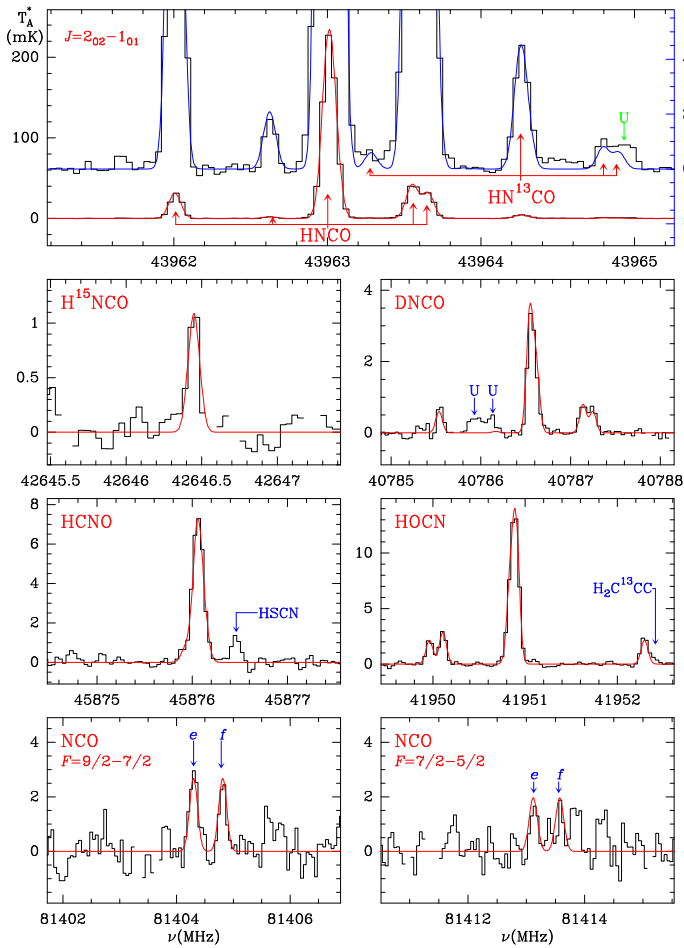 T*A
(mK)
J=2₀₂−1₀₁
200
100
0
U
HN¹³CO
HNCO
43962 43963 43964 43965
H¹⁵NCO
1
0.5
0
42645.5 42646 42646.5 42647
DNCO
U U
4
2
0
40785 40786 40787 40788
HCNO
HSCN
8
6
4
2
0
45875 45876 45877
HOCN
H₂C¹³CC
10
5
0
41950 41951 41952
NCO
F=9/2−7/2
e f
4
2
0
81402 81404 81406
ν(MHz)
NCO
F=7/2−5/2
e f
4
2
0
81412 81414
ν(MHz)